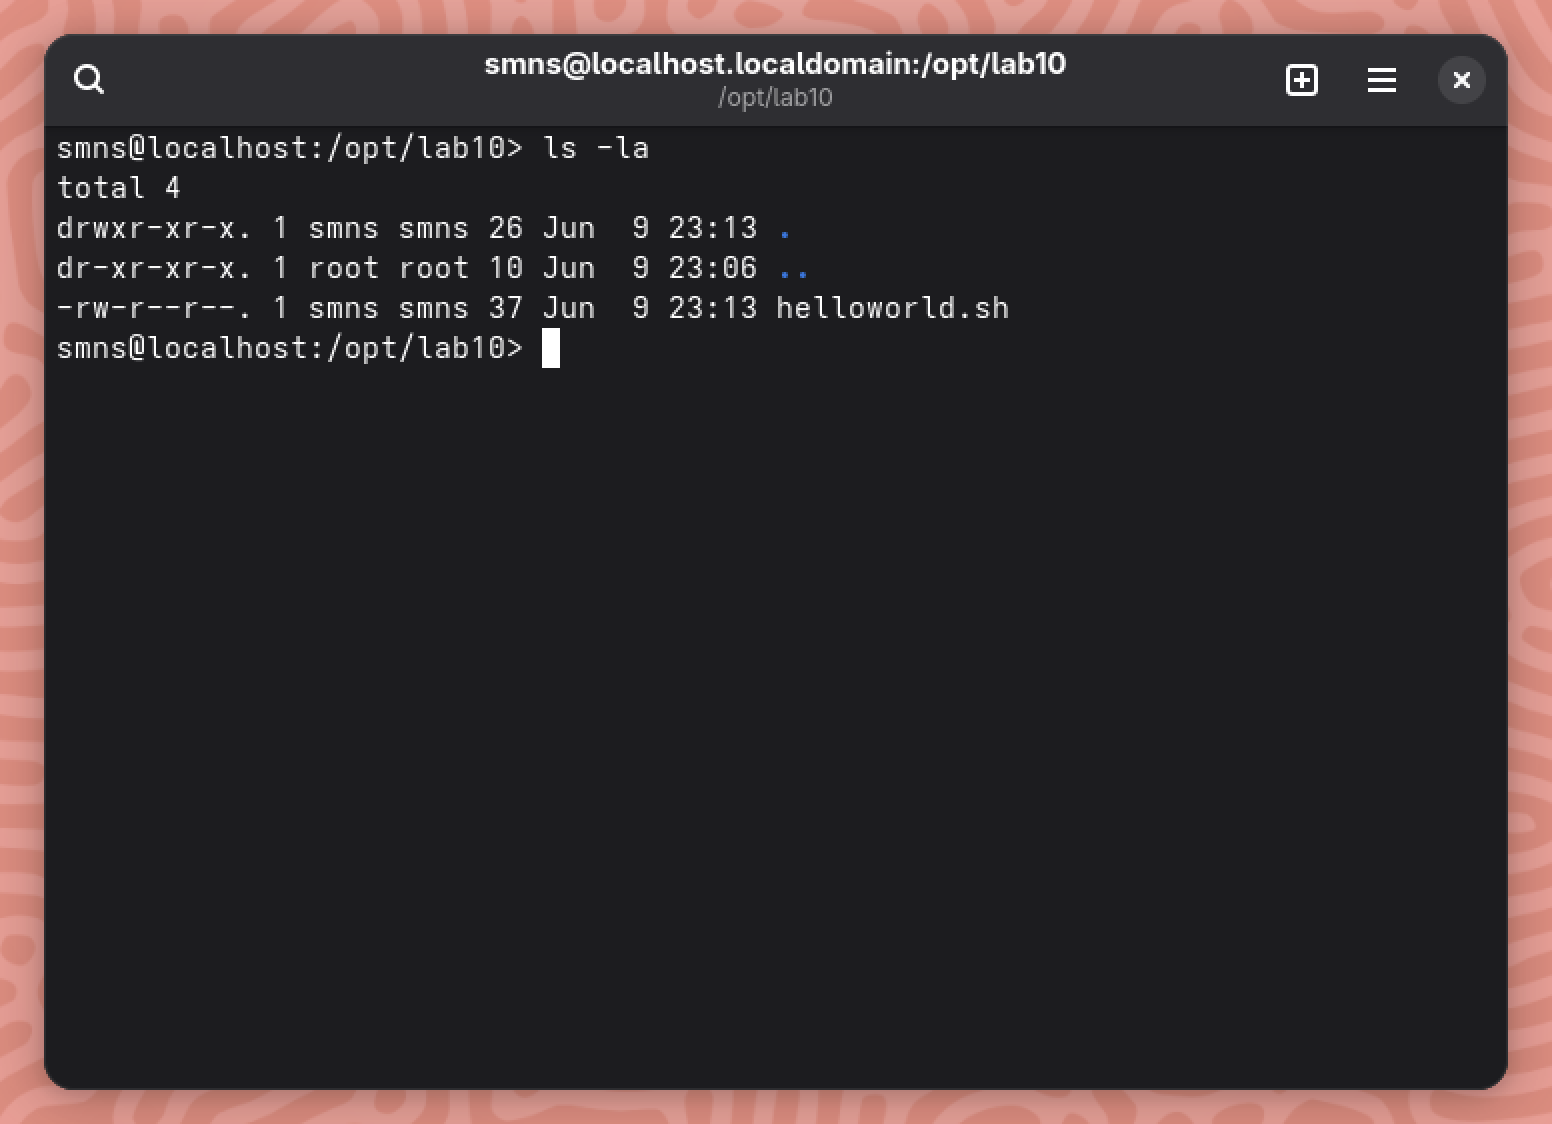 smns@localhost.localdomain:/opt/lab10
/opt/lab10
smns@localhost:/opt/lab10> ls -la
total 4
drwxr-xr-x. 1 smns smns 26 Jun  9 23:13 .
dr-xr-xr-x. 1 root root 10 Jun  9 23:06 ..
-rw-r--r--. 1 smns smns 37 Jun  9 23:13 helloworld.sh
smns@localhost:/opt/lab10>